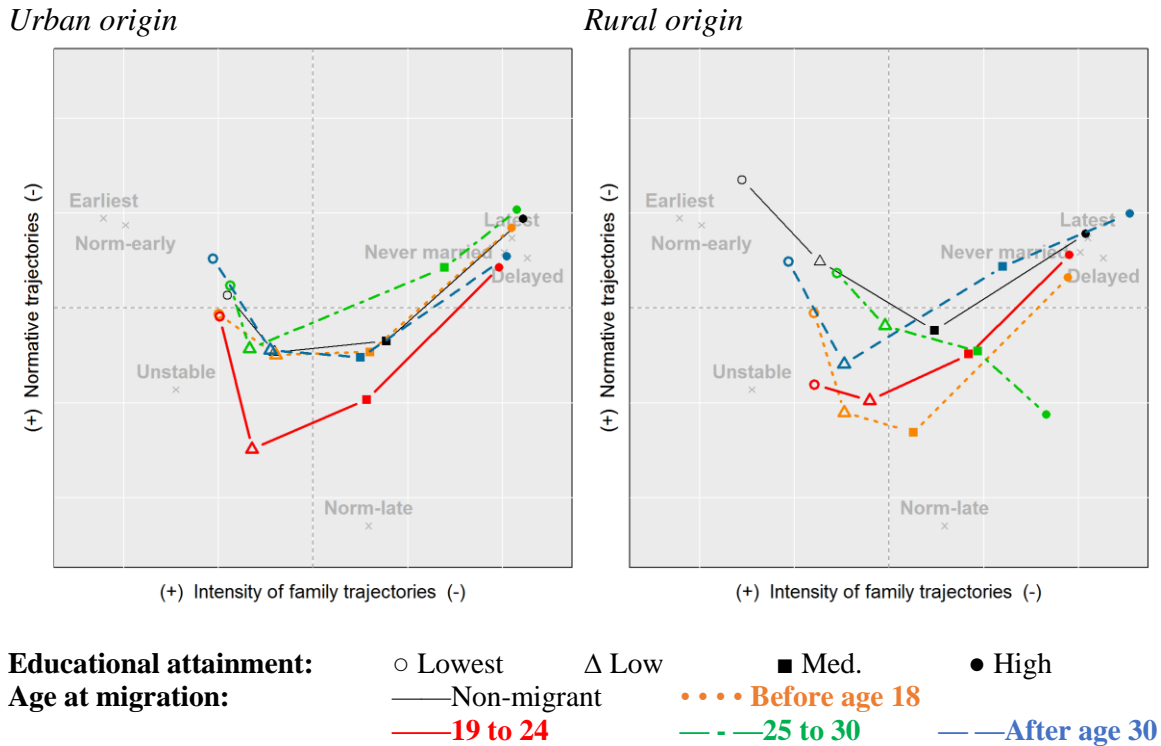 Urban origin
Rural origin
(+) Normative trajectories (-)
Earliest
Norm-early
Unstable
Norm-late
Never married
Latest
Delayed
(+) Intensity of family trajectories (-)
(+) Normative trajectories (-)
Earliest
Norm-early
Unstable
Norm-late
Never married
Latest
Delayed
(+) Intensity of family trajectories (-)
Educational attainment: ○ Lowest Δ Low ■ Med. ● High
Age at migration: ——Non-migrant • • • • Before age 18
——19 to 24 — - —25 to 30 — —After age 30